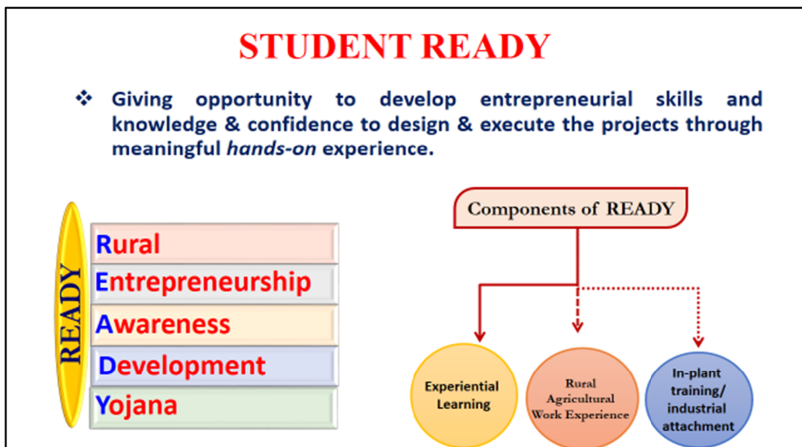 STUDENT READY
❖ Giving opportunity to develop entrepreneurial skills and
knowledge & confidence to design & execute the projects through
meaningful hands-on experience.
READY
Rural
Entrepreneurship
Awareness
Development
Yojana
Components of READY
Experiential
Learning
Rural
Agricultural
Work Experience
In-plant
training/
industrial
attachment